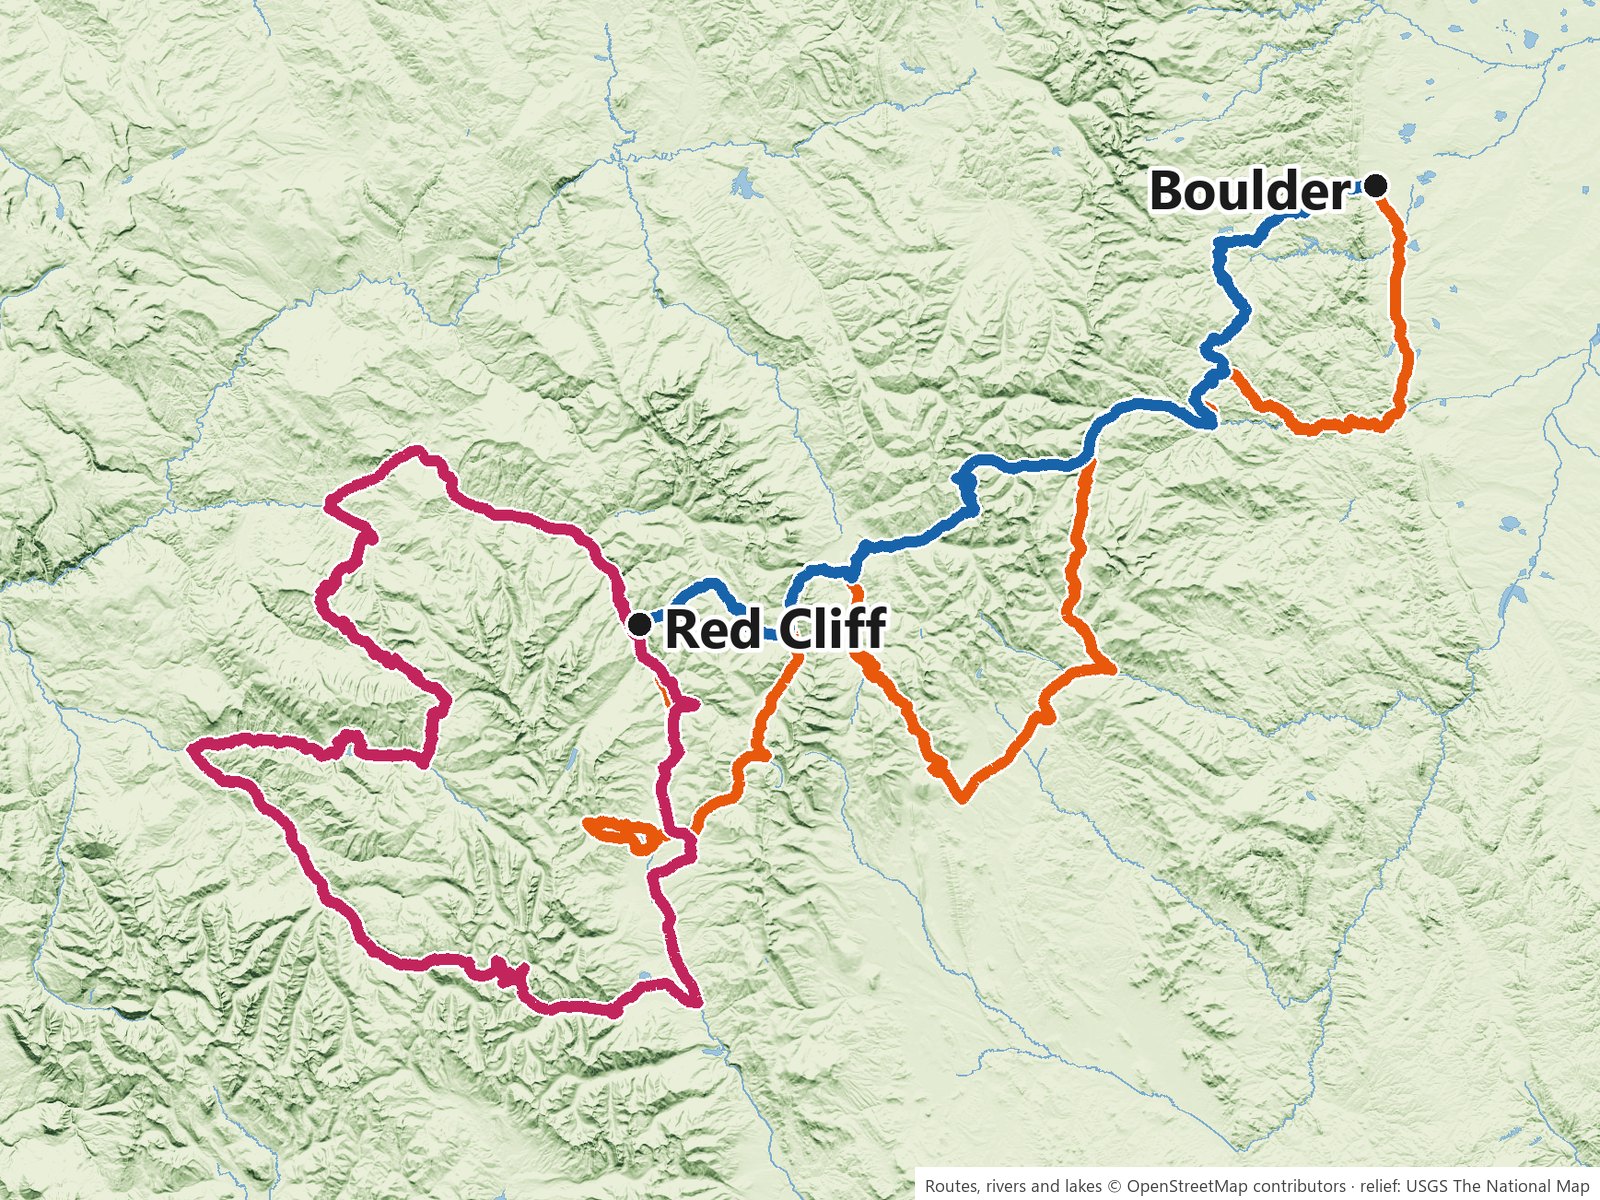 Boulder
Red Cliff
Routes, rivers and lakes © OpenStreetMap contributors · relief: USGS The National Map